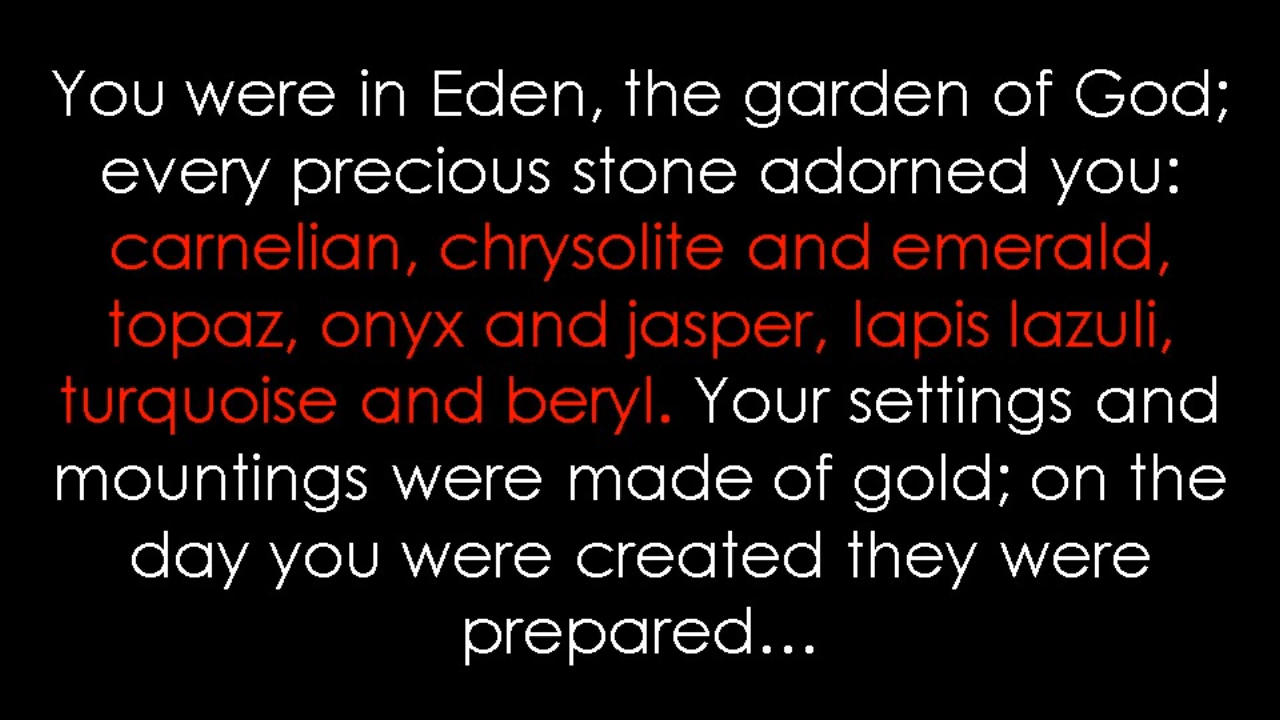 You were in Eden, the garden of God;
every precious stone adorned you:
carnelian, chrysolite and emerald,
topaz, onyx and jasper, lapis lazuli,
turquoise and beryl. Your settings and
mountings were made of gold; on the
day you were created they were
prepared...